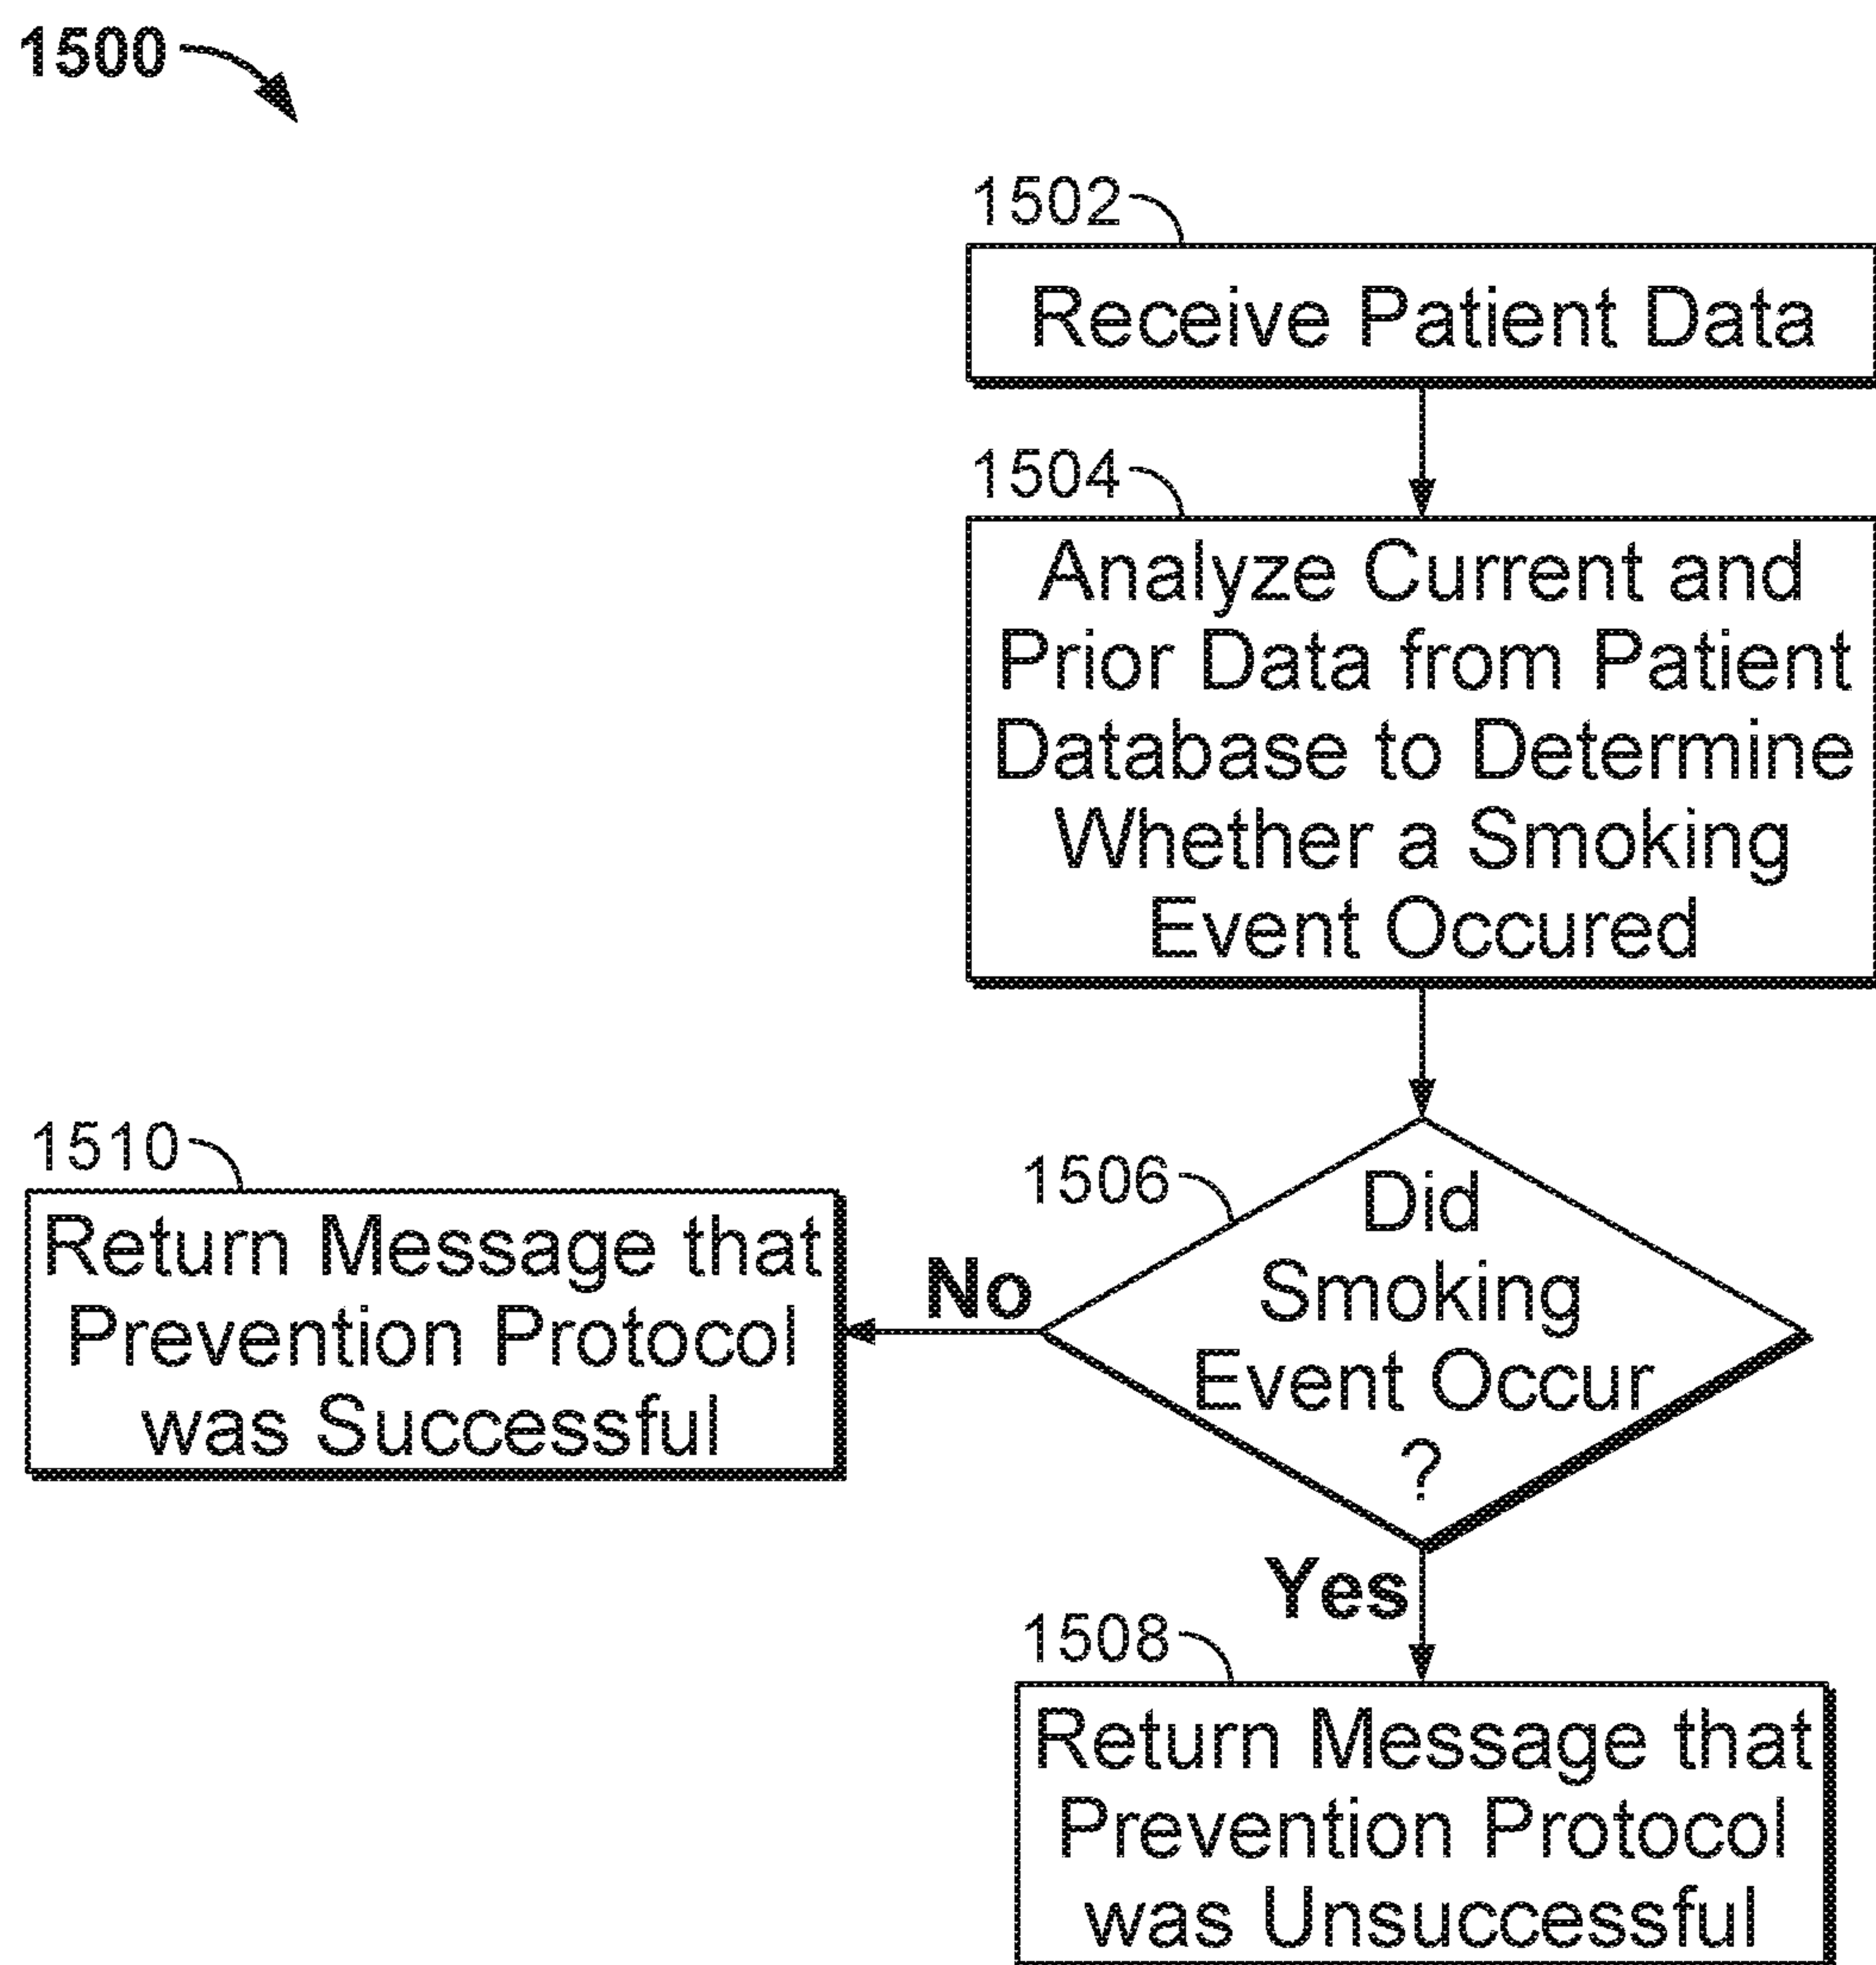 1500
1502
Receive Patient Data
1504
Analyze Current and
Prior Data from Patient
Database to Determine
Whether a Smoking
Event Occured
1506
Did
Smoking
Event Occur
?
No
1510
Return Message that
Prevention Protocol
was Successful
Yes
1508
Return Message that
Prevention Protocol
was Unsuccessful